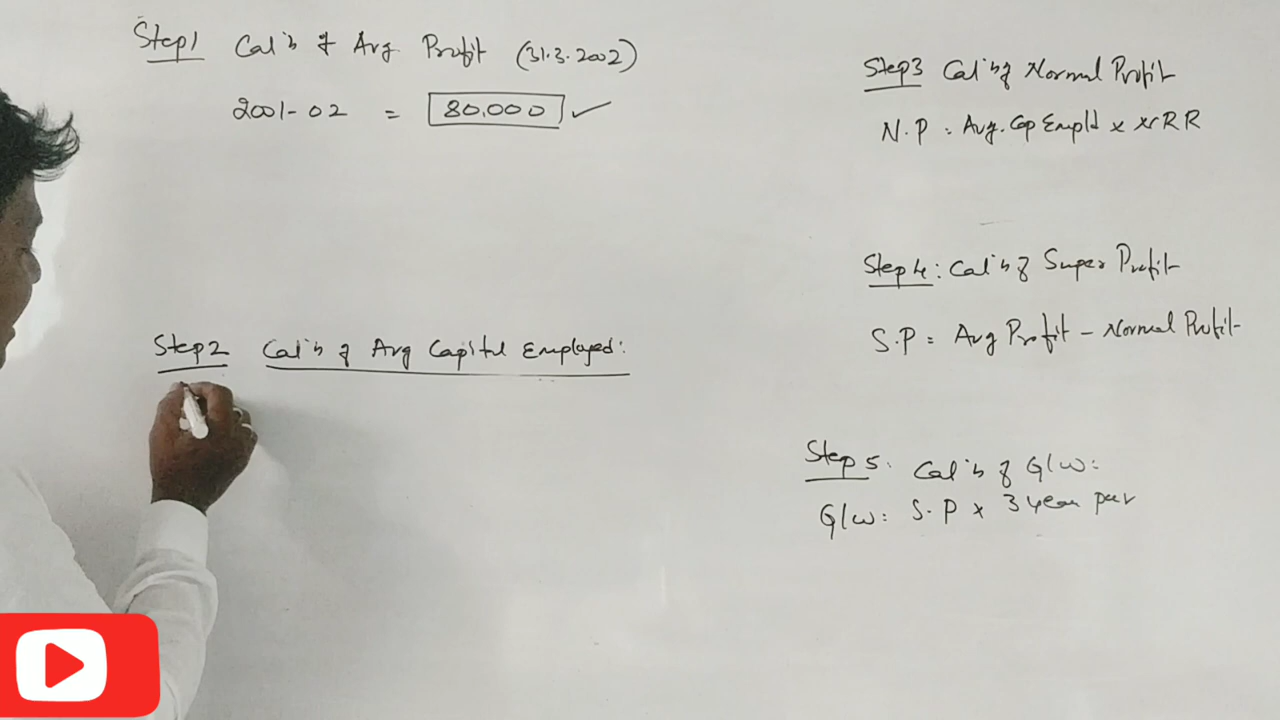 Step1 Cal'n of Avg. Profit (31.3.2002)
2001-02 = 80,000 ✓
Step2 Cal'n of Avg Capital Employed:
Step3 Cal'n of Normal Profit
N.P = Avg. Cap Empld x NRR
Step 4: Cal'n of Super Profit
S.P = Avg Profit - Normal Profit
Step 5. Cal'n of G/w:
G/w: S.P x 3 year pur